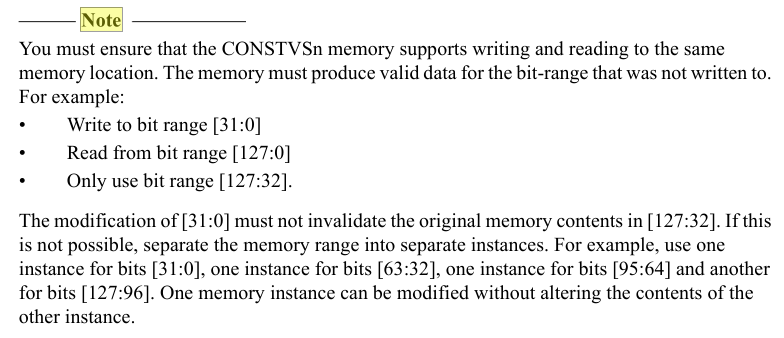 Note
You must ensure that the CONSTVSn memory supports writing and reading to the same
memory location. The memory must produce valid data for the bit-range that was not written to.
For example:
• Write to bit range [31:0]
• Read from bit range [127:0]
• Only use bit range [127:32].
The modification of [31:0] must not invalidate the original memory contents in [127:32]. If this
is not possible, separate the memory range into separate instances. For example, use one
instance for bits [31:0], one instance for bits [63:32], one instance for bits [95:64] and another
for bits [127:96]. One memory instance can be modified without altering the contents of the
other instance.